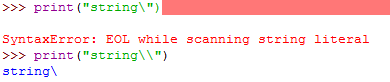 >>> print("string\")
SyntaxError: EOL while scanning string literal
>>> print("string\\")
string\